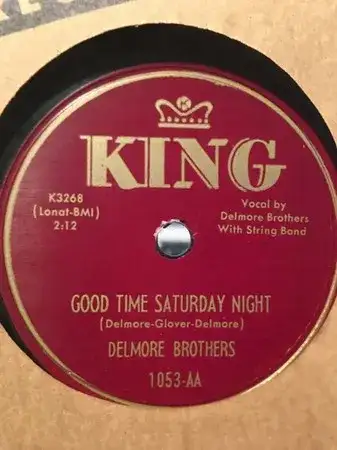 KING
K3268
(Lonat-BMI)
2:12
Vocal by
Delmore Brothers
With String Band
GOOD TIME SATURDAY NIGHT
(Delmore-Glover-Delmore)
DELMORE BROTHERS
1053-AA